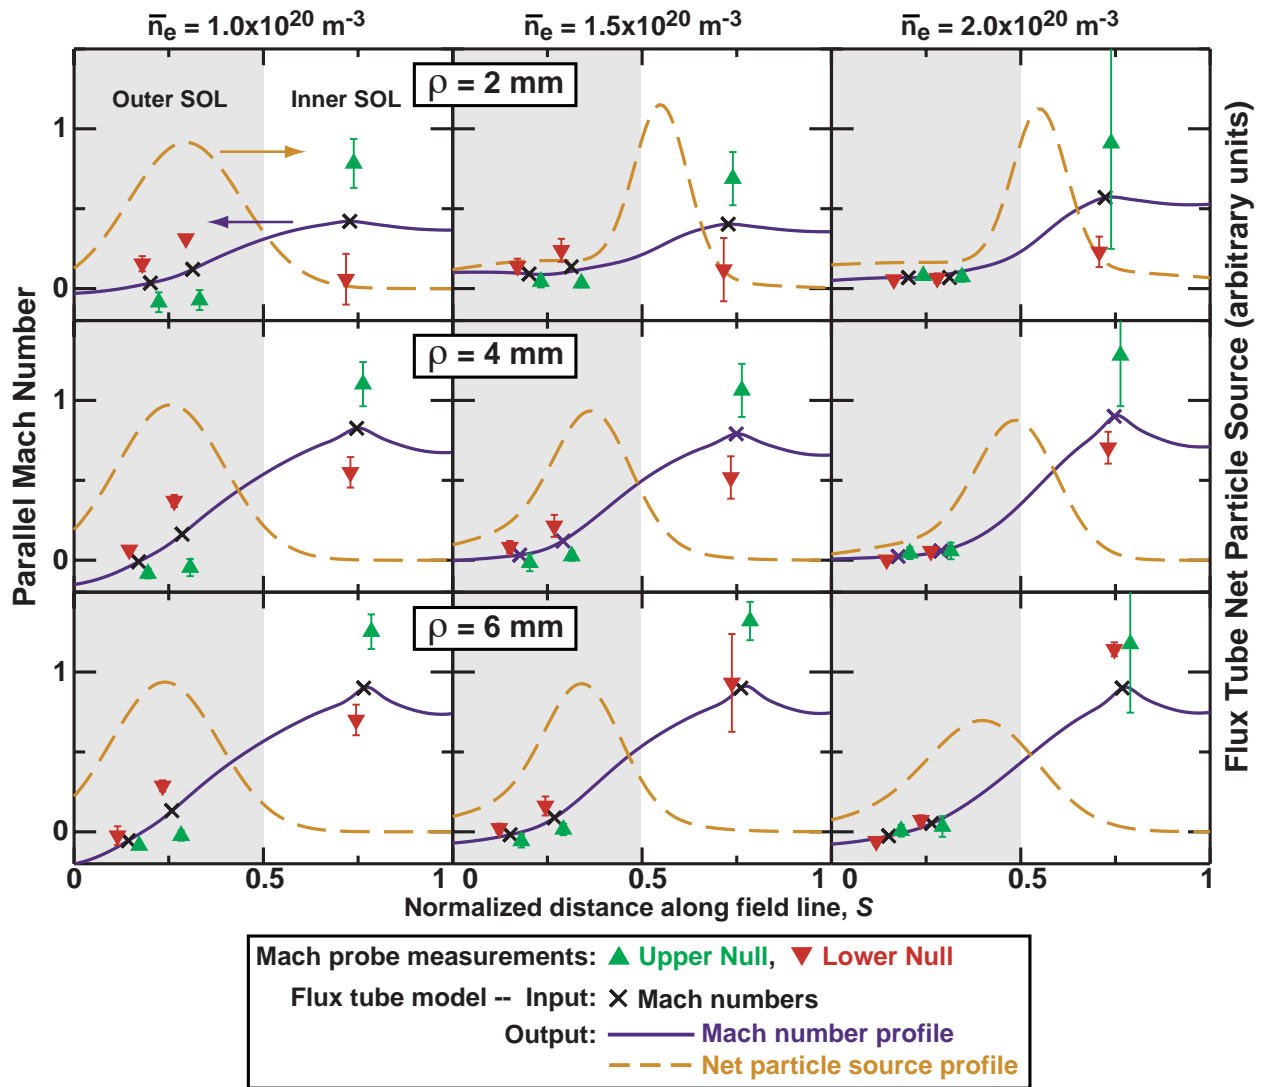 n̄e = 1.0x10²⁰ m⁻³
n̄e = 1.5x10²⁰ m⁻³
n̄e = 2.0x10²⁰ m⁻³
ρ = 2 mm
Outer SOL
Inner SOL
1
0
ρ = 4 mm
1
0
ρ = 6 mm
1
0
Parallel Mach Number
Flux Tube Net Particle Source (arbitrary units)
0 0.5 1 0 0.5 1 0 0.5 1
Normalized distance along field line, S
Mach probe measurements: ▲ Upper Null, ▼ Lower Null
Flux tube model -- Input: × Mach numbers
Output: Mach number profile
Net particle source profile